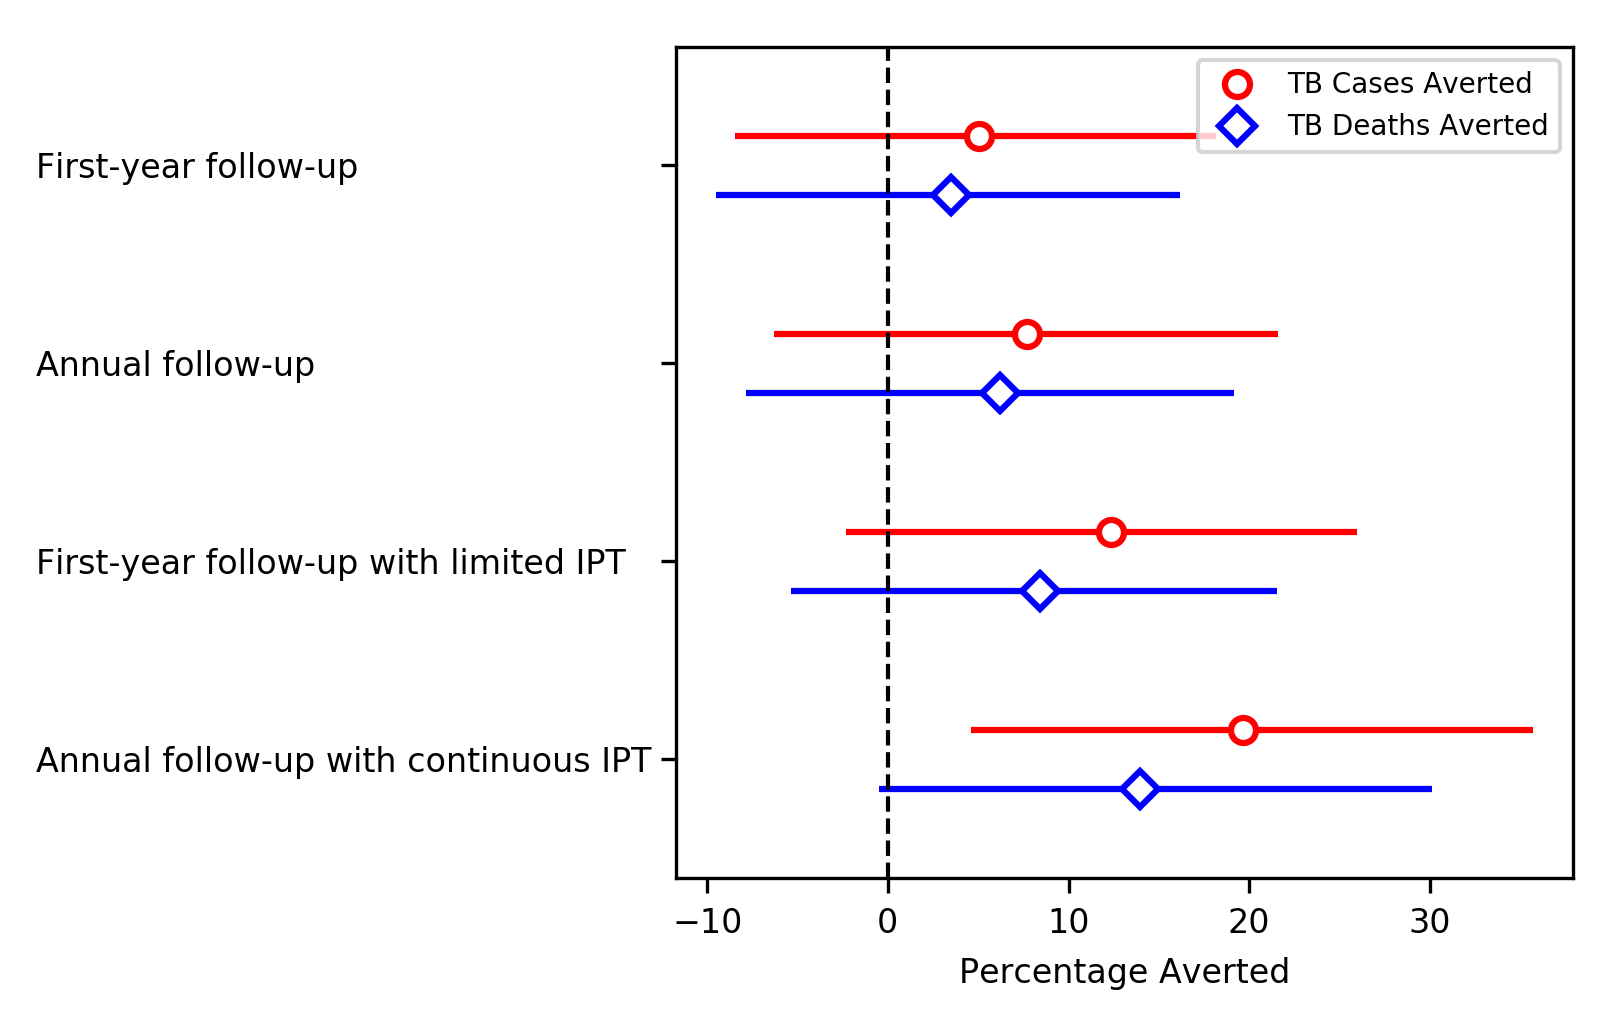 TB Cases Averted
TB Deaths Averted
First-year follow-up
Annual follow-up
First-year follow-up with limited IPT
Annual follow-up with continuous IPT
−10 0 10 20 30
Percentage Averted